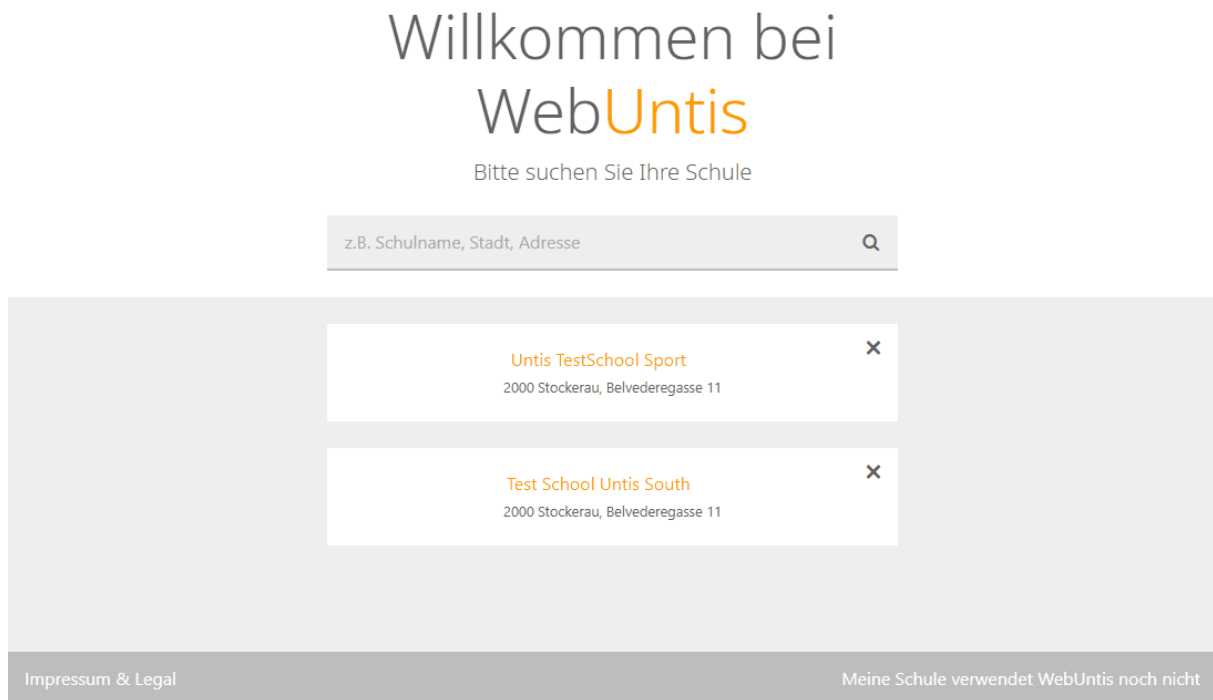 Willkommen bei
WebUntis
Bitte suchen Sie Ihre Schule
z.B. Schulname, Stadt, Adresse
Untis TestSchool Sport
2000 Stockerau, Belvederegasse 11
Test School Untis South
2000 Stockerau, Belvederegasse 11
Impressum & Legal
Meine Schule verwendet WebUntis noch nicht